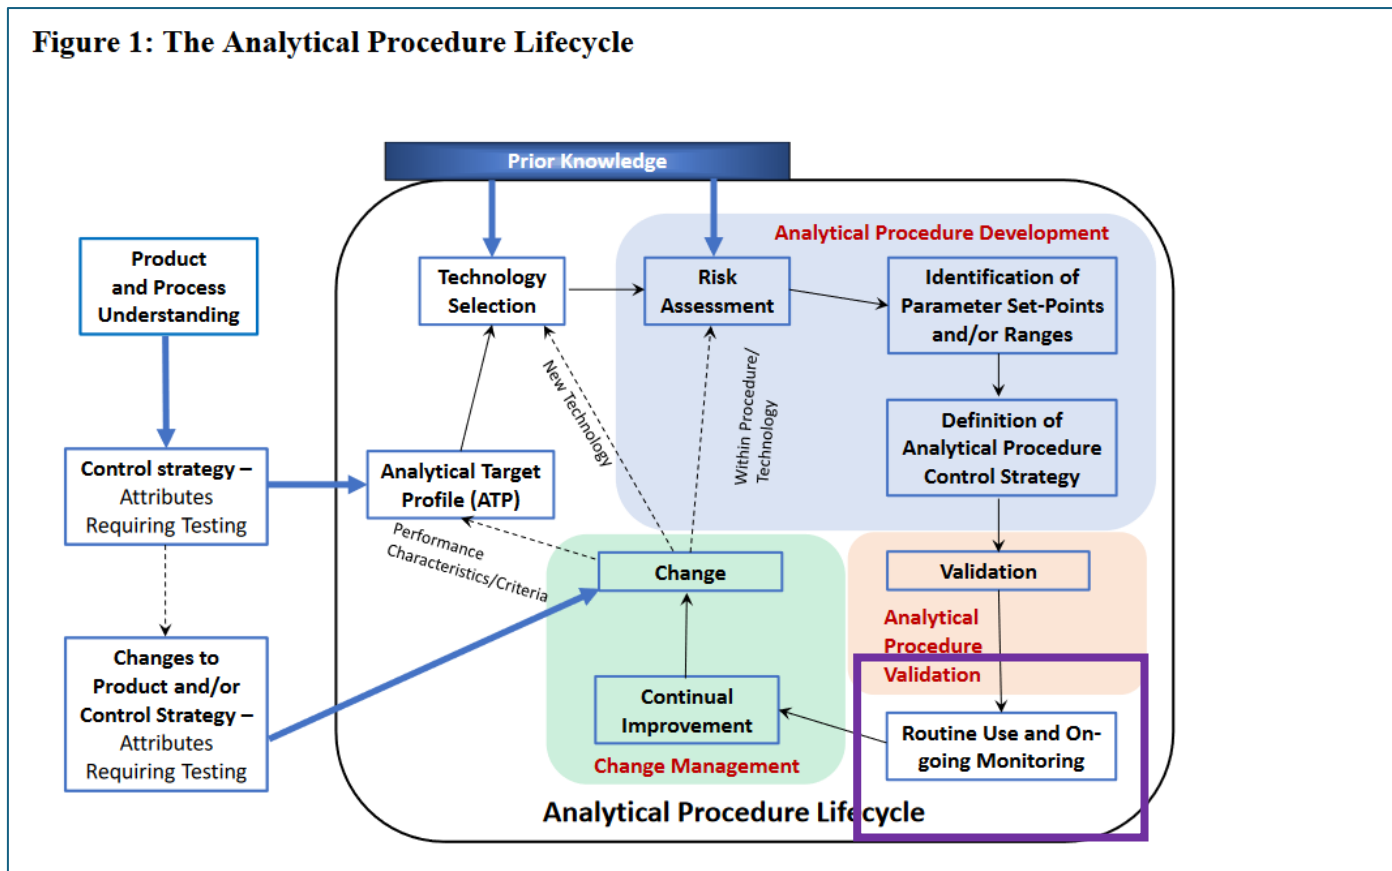 Figure 1: The Analytical Procedure Lifecycle
Prior Knowledge
Analytical Procedure Development
Product
and Process
Understanding
Technology
Selection
Risk
Assessment
Identification of
Parameter Set-Points
and/or Ranges
New Technology
Within Procedure/
Technology
Control strategy –
Attributes
Requiring Testing
Analytical Target
Profile (ATP)
Definition of
Analytical Procedure
Control Strategy
Performance
Characteristics/Criteria
Change
Validation
Analytical
Procedure
Validation
Changes to
Product and/or
Control Strategy –
Attributes
Requiring Testing
Continual
Improvement
Routine Use and On-
going Monitoring
Change Management
Analytical Procedure Lifecycle